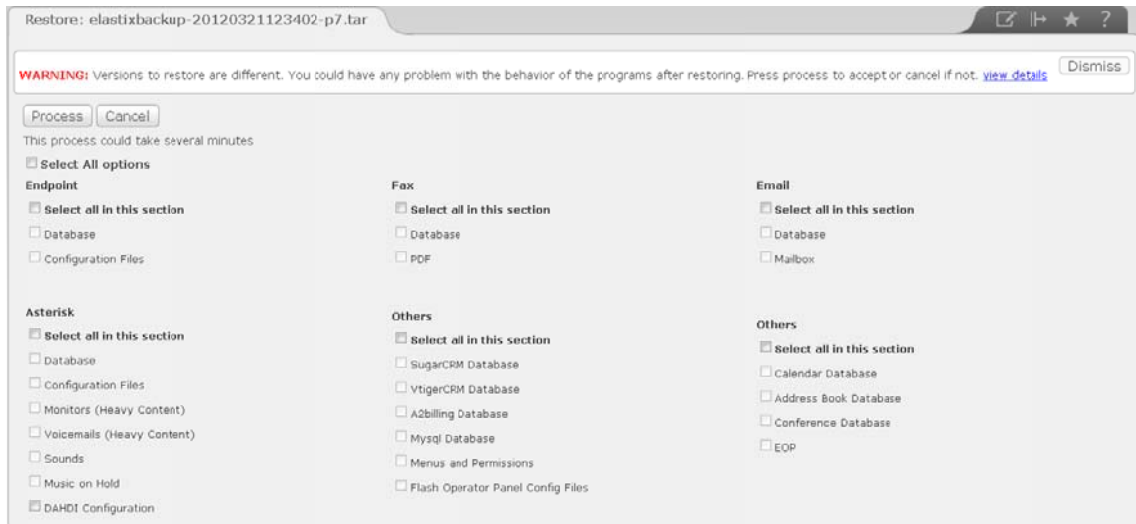 Restore: elastixbackup-20120321123402-p7.tar
?
WARNING: Versions to restore are different. You could have any problem with the behavior of the programs after restoring. Press process to accept or cancel if not. view details
Dismiss
Process Cancel
This process could take several minutes
Select All options
Endpoint
Select all in this section
Database
Configuration Files
Fax
Select all in this section
Database
PDF
Email
Select all in this section
Database
Mailbox
Asterisk
Select all in this section
Database
Configuration Files
Monitors (Heavy Content)
Voicemails (Heavy Content)
Sounds
Music on Hold
DAHDI Configuration
Others
Select all in this section
SugarCRM Database
VtigerCRM Database
A2billing Database
Mysql Database
Menus and Permissions
Flash Operator Panel Config Files
Others
Select all in this section
Calendar Database
Address Book Database
Conference Database
EOP